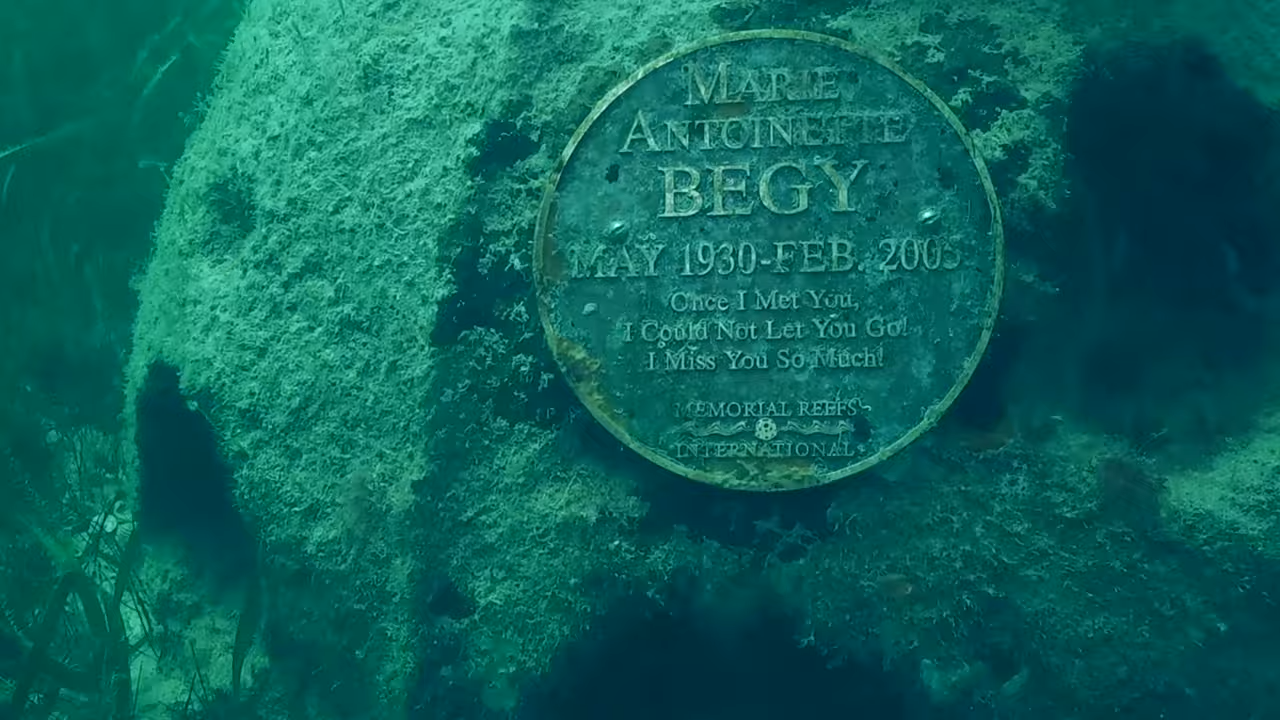 MARIE
ANTOINETTE
BEGY
MAY 1930-FEB. 2005
Once I Met You,
I Could Not Let You Go!
I Miss You So Much!
MEMORIAL REEFS
INTERNATIONAL